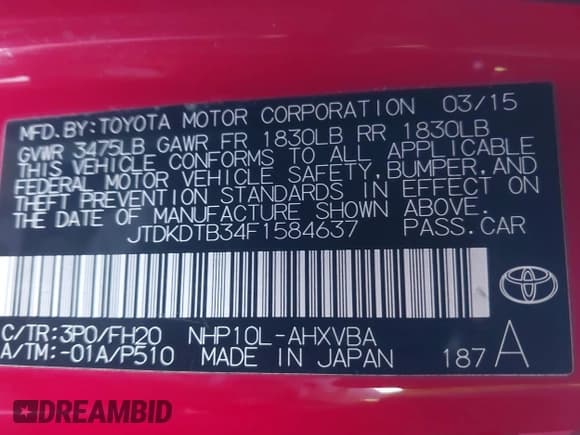 MFD.BY:TOYOTA MOTOR CORPORATION 03/15
GVWR 3475LB GAWR FR 1830LB RR 1830LB
THIS VEHICLE CONFORMS TO ALL APPLICABLE
FEDERAL MOTOR VEHICLE SAFETY,BUMPER,AND
THEFT PREVENTION STANDARDS IN EFFECT ON
THE DATE OF MANUFACTURE SHOWN ABOVE.
JTDKDTB34F1584637 PASS.CAR
C/TR:3P0/FH20 NHP10L-AHXVBA
A/TM:-01A/P510 MADE IN JAPAN 187 A
DREAMBID